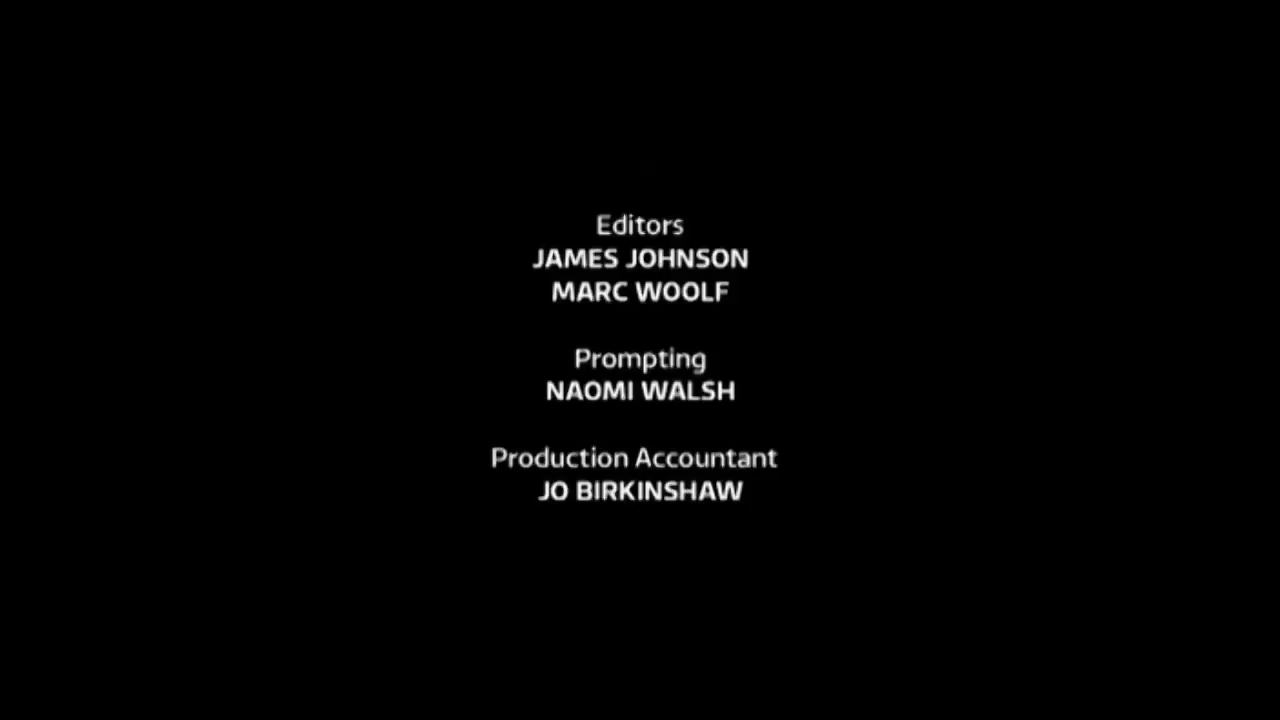 Editors
JAMES JOHNSON
MARC WOOLF
Prompting
NAOMI WALSH
Production Accountant
JO BIRKINSHAW